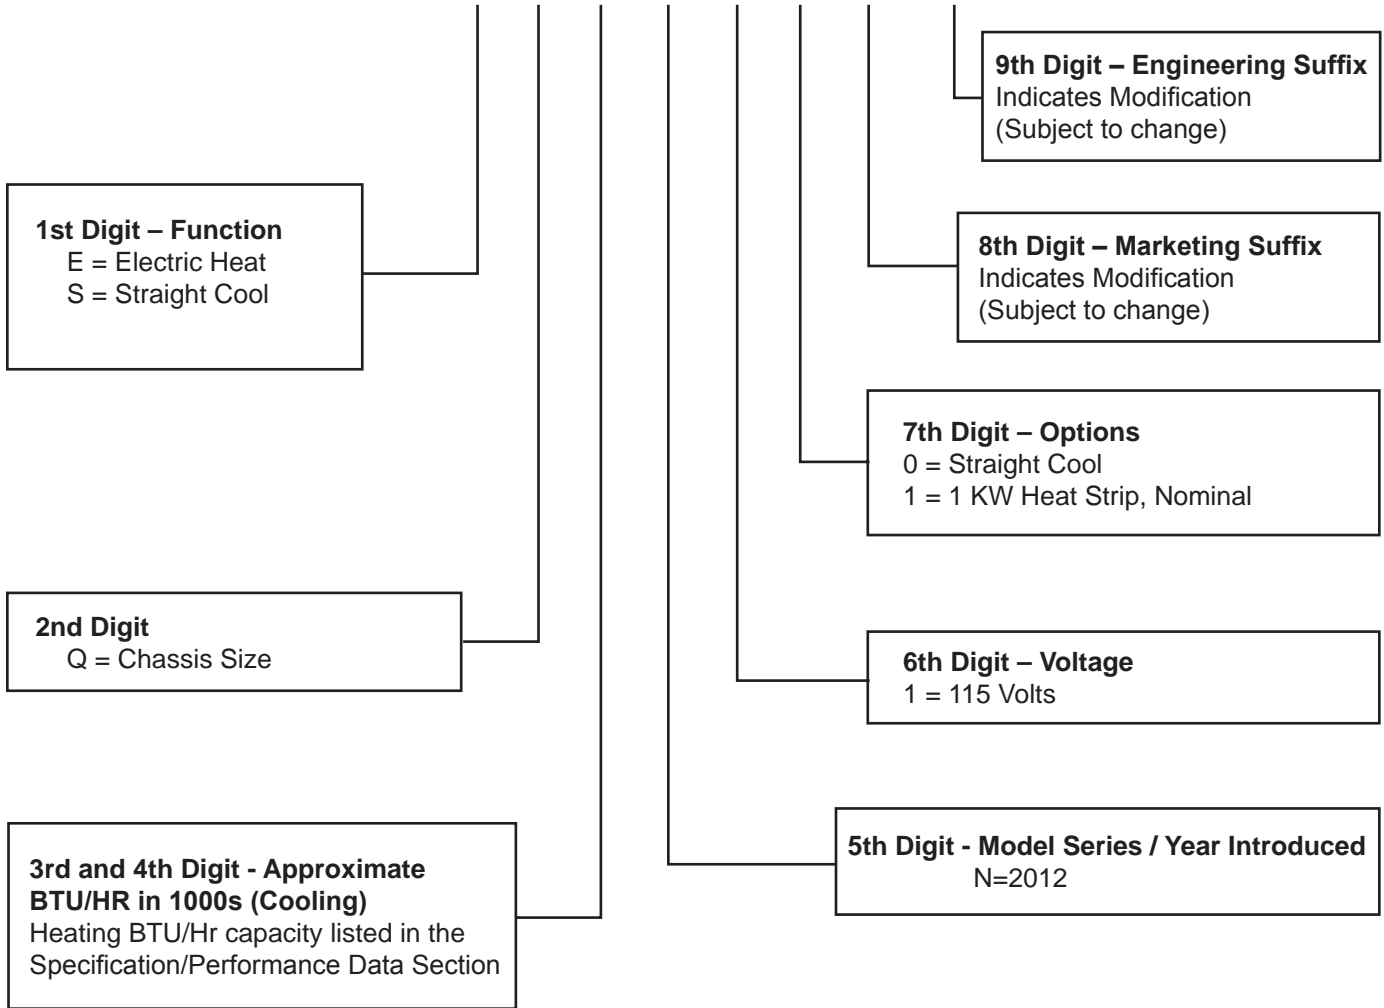 9th Digit – Engineering Suffix
Indicates Modification
(Subject to change)
1st Digit – Function
E = Electric Heat
S = Straight Cool
8th Digit – Marketing Suffix
Indicates Modification
(Subject to change)
7th Digit – Options
0 = Straight Cool
1 = 1 KW Heat Strip, Nominal
2nd Digit
Q = Chassis Size
6th Digit – Voltage
1 = 115 Volts
5th Digit - Model Series / Year Introduced
N=2012
3rd and 4th Digit - Approximate
BTU/HR in 1000s (Cooling)
Heating BTU/Hr capacity listed in the
Specification/Performance Data Section